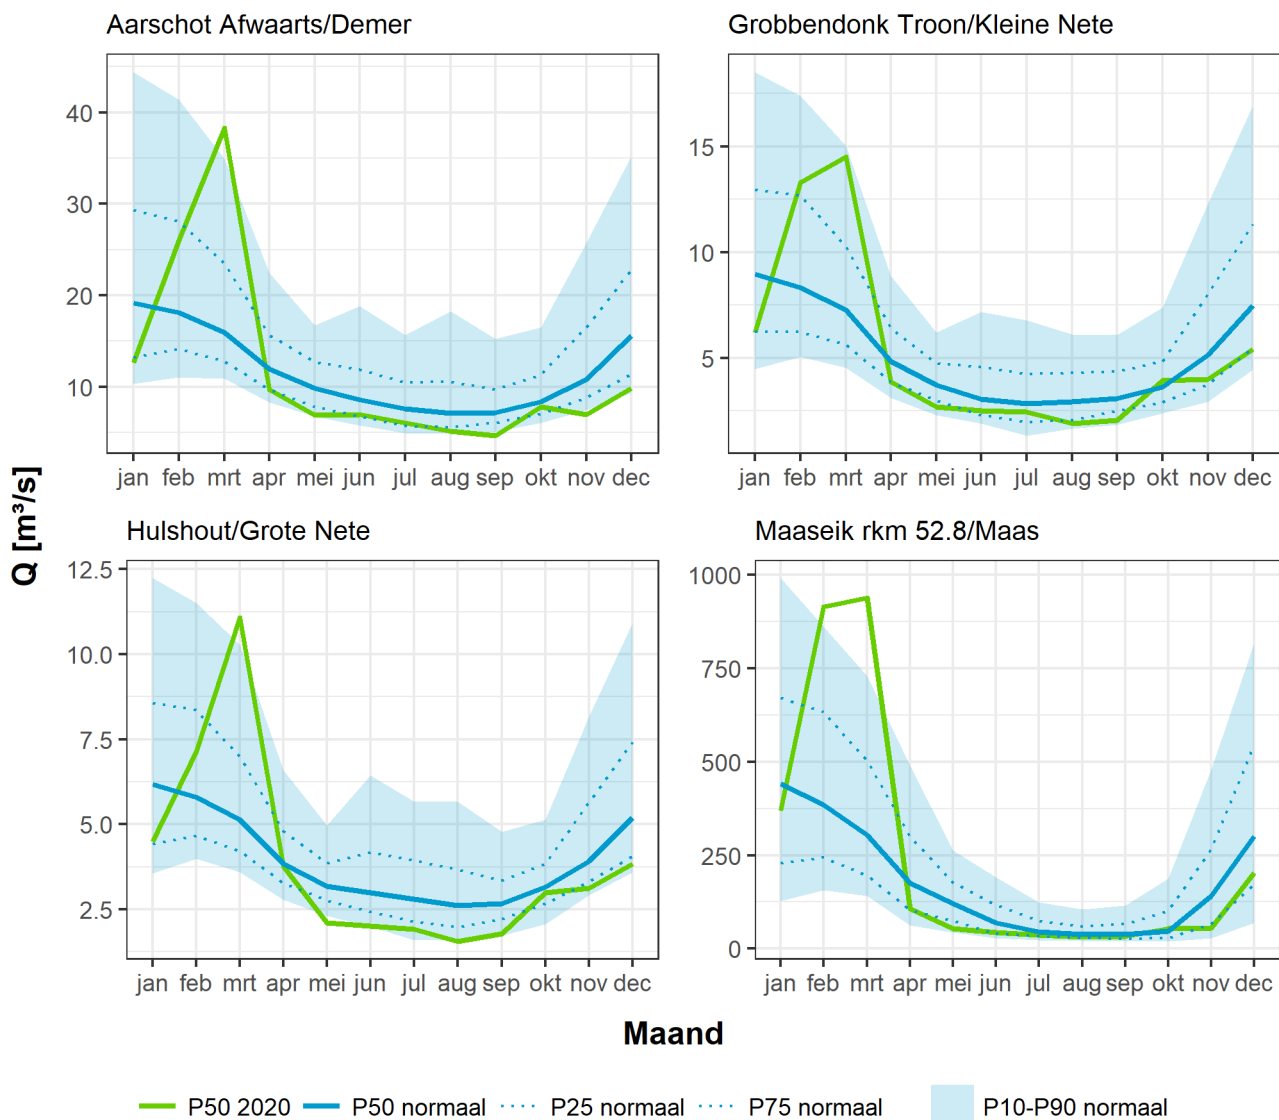 Aarschot Afwaarts/Demer
40
30
20
10
jan feb mrt apr mei jun jul aug sep okt nov dec
Grobbendonk Troon/Kleine Nete
15
10
5
jan feb mrt apr mei jun jul aug sep okt nov dec
Q [m³/s]
Hulshout/Grote Nete
12.5
10.0
7.5
5.0
2.5
jan feb mrt apr mei jun jul aug sep okt nov dec
Maaseik rkm 52.8/Maas
1000
750
500
250
0
jan feb mrt apr mei jun jul aug sep okt nov dec
Maand
P50 2020 P50 normaal P25 normaal P75 normaal P10-P90 normaal